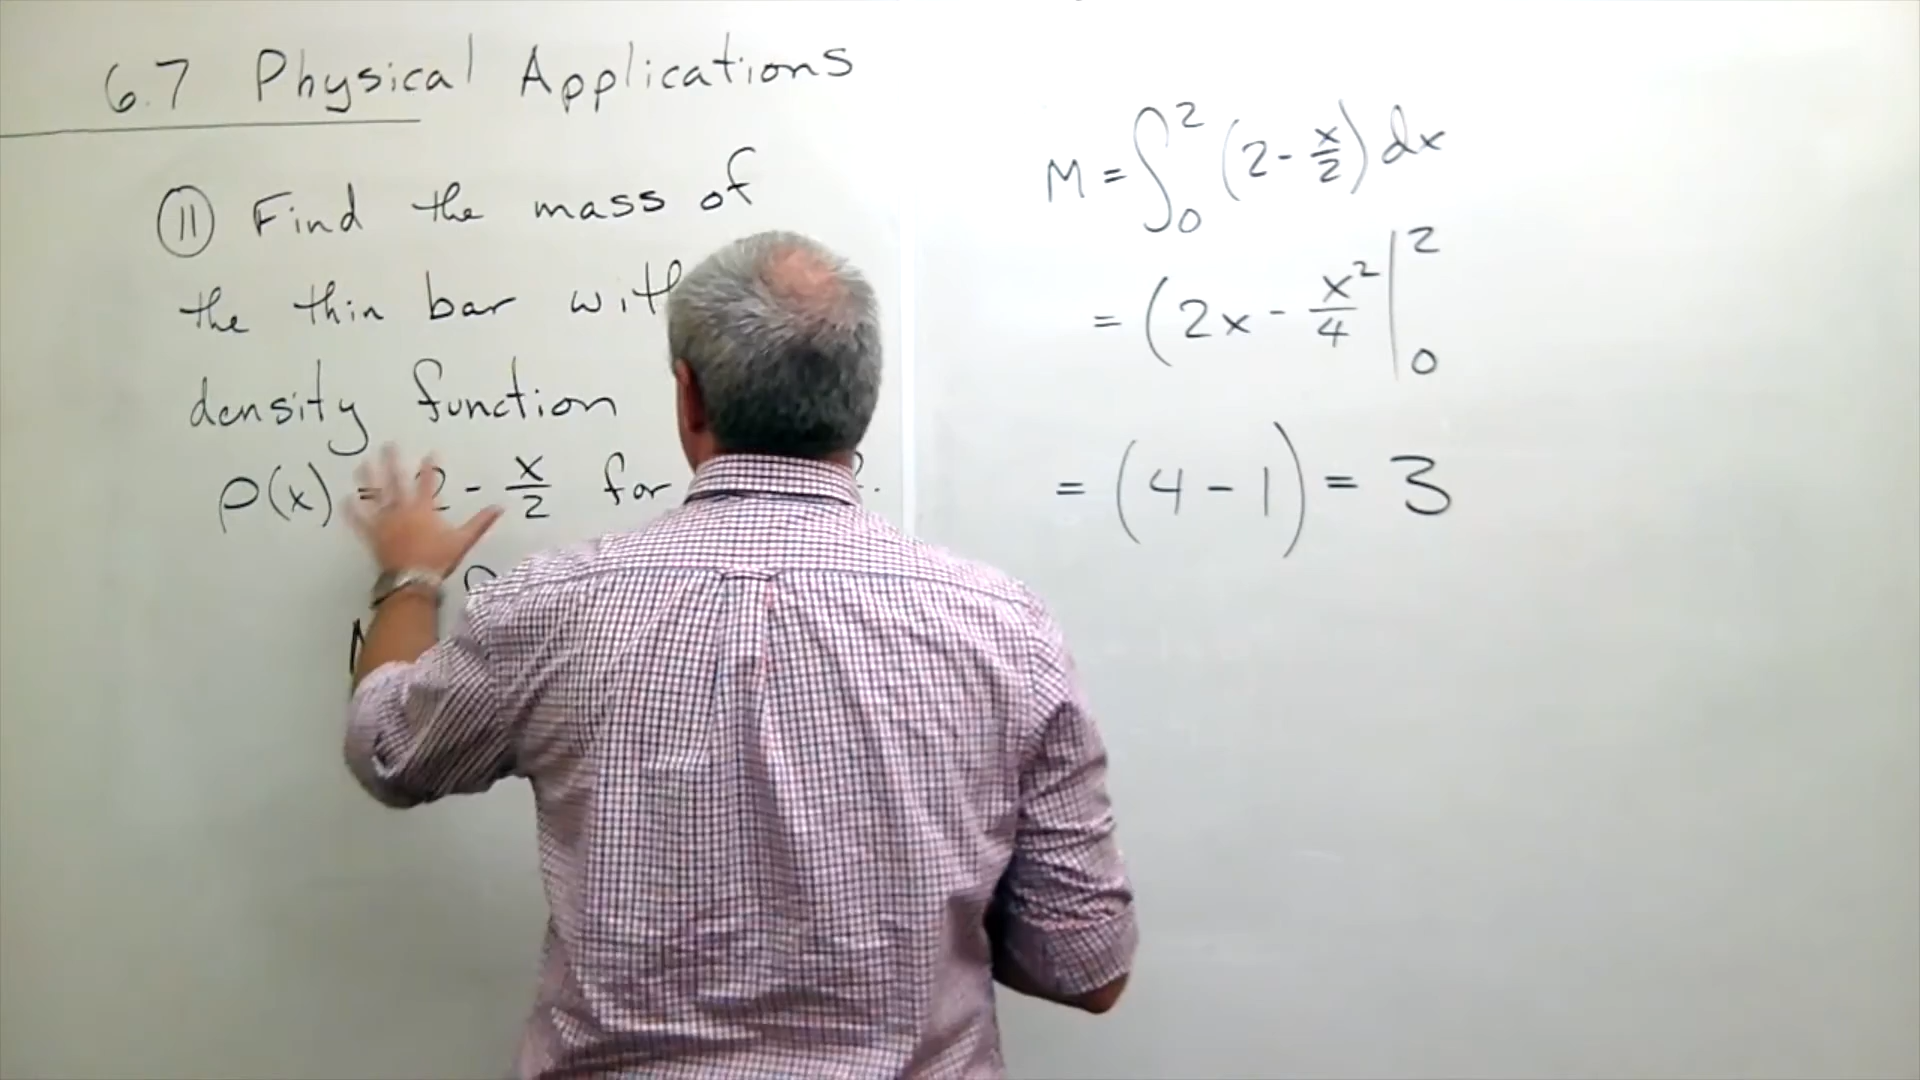 6.7 Physical Applications
⑪ Find the mass of
the thin bar
density function
ρ(x) = 2 - x/2 for
M = ∫₀² (2 - x/2) dx
= (2x - x²/4 |₀²
= (4 - 1) = 3